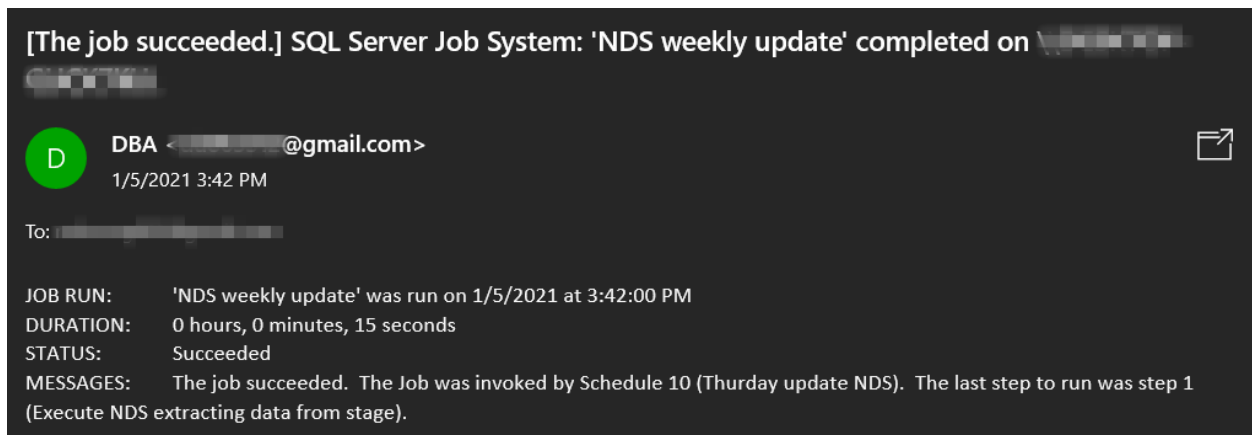 [The job succeeded.] SQL Server Job System: 'NDS weekly update' completed on
D
DBA < @gmail.com>
1/5/2021 3:42 PM
To:
JOB RUN: 'NDS weekly update' was run on 1/5/2021 at 3:42:00 PM
DURATION: 0 hours, 0 minutes, 15 seconds
STATUS: Succeeded
MESSAGES: The job succeeded. The Job was invoked by Schedule 10 (Thurday update NDS). The last step to run was step 1
(Execute NDS extracting data from stage).